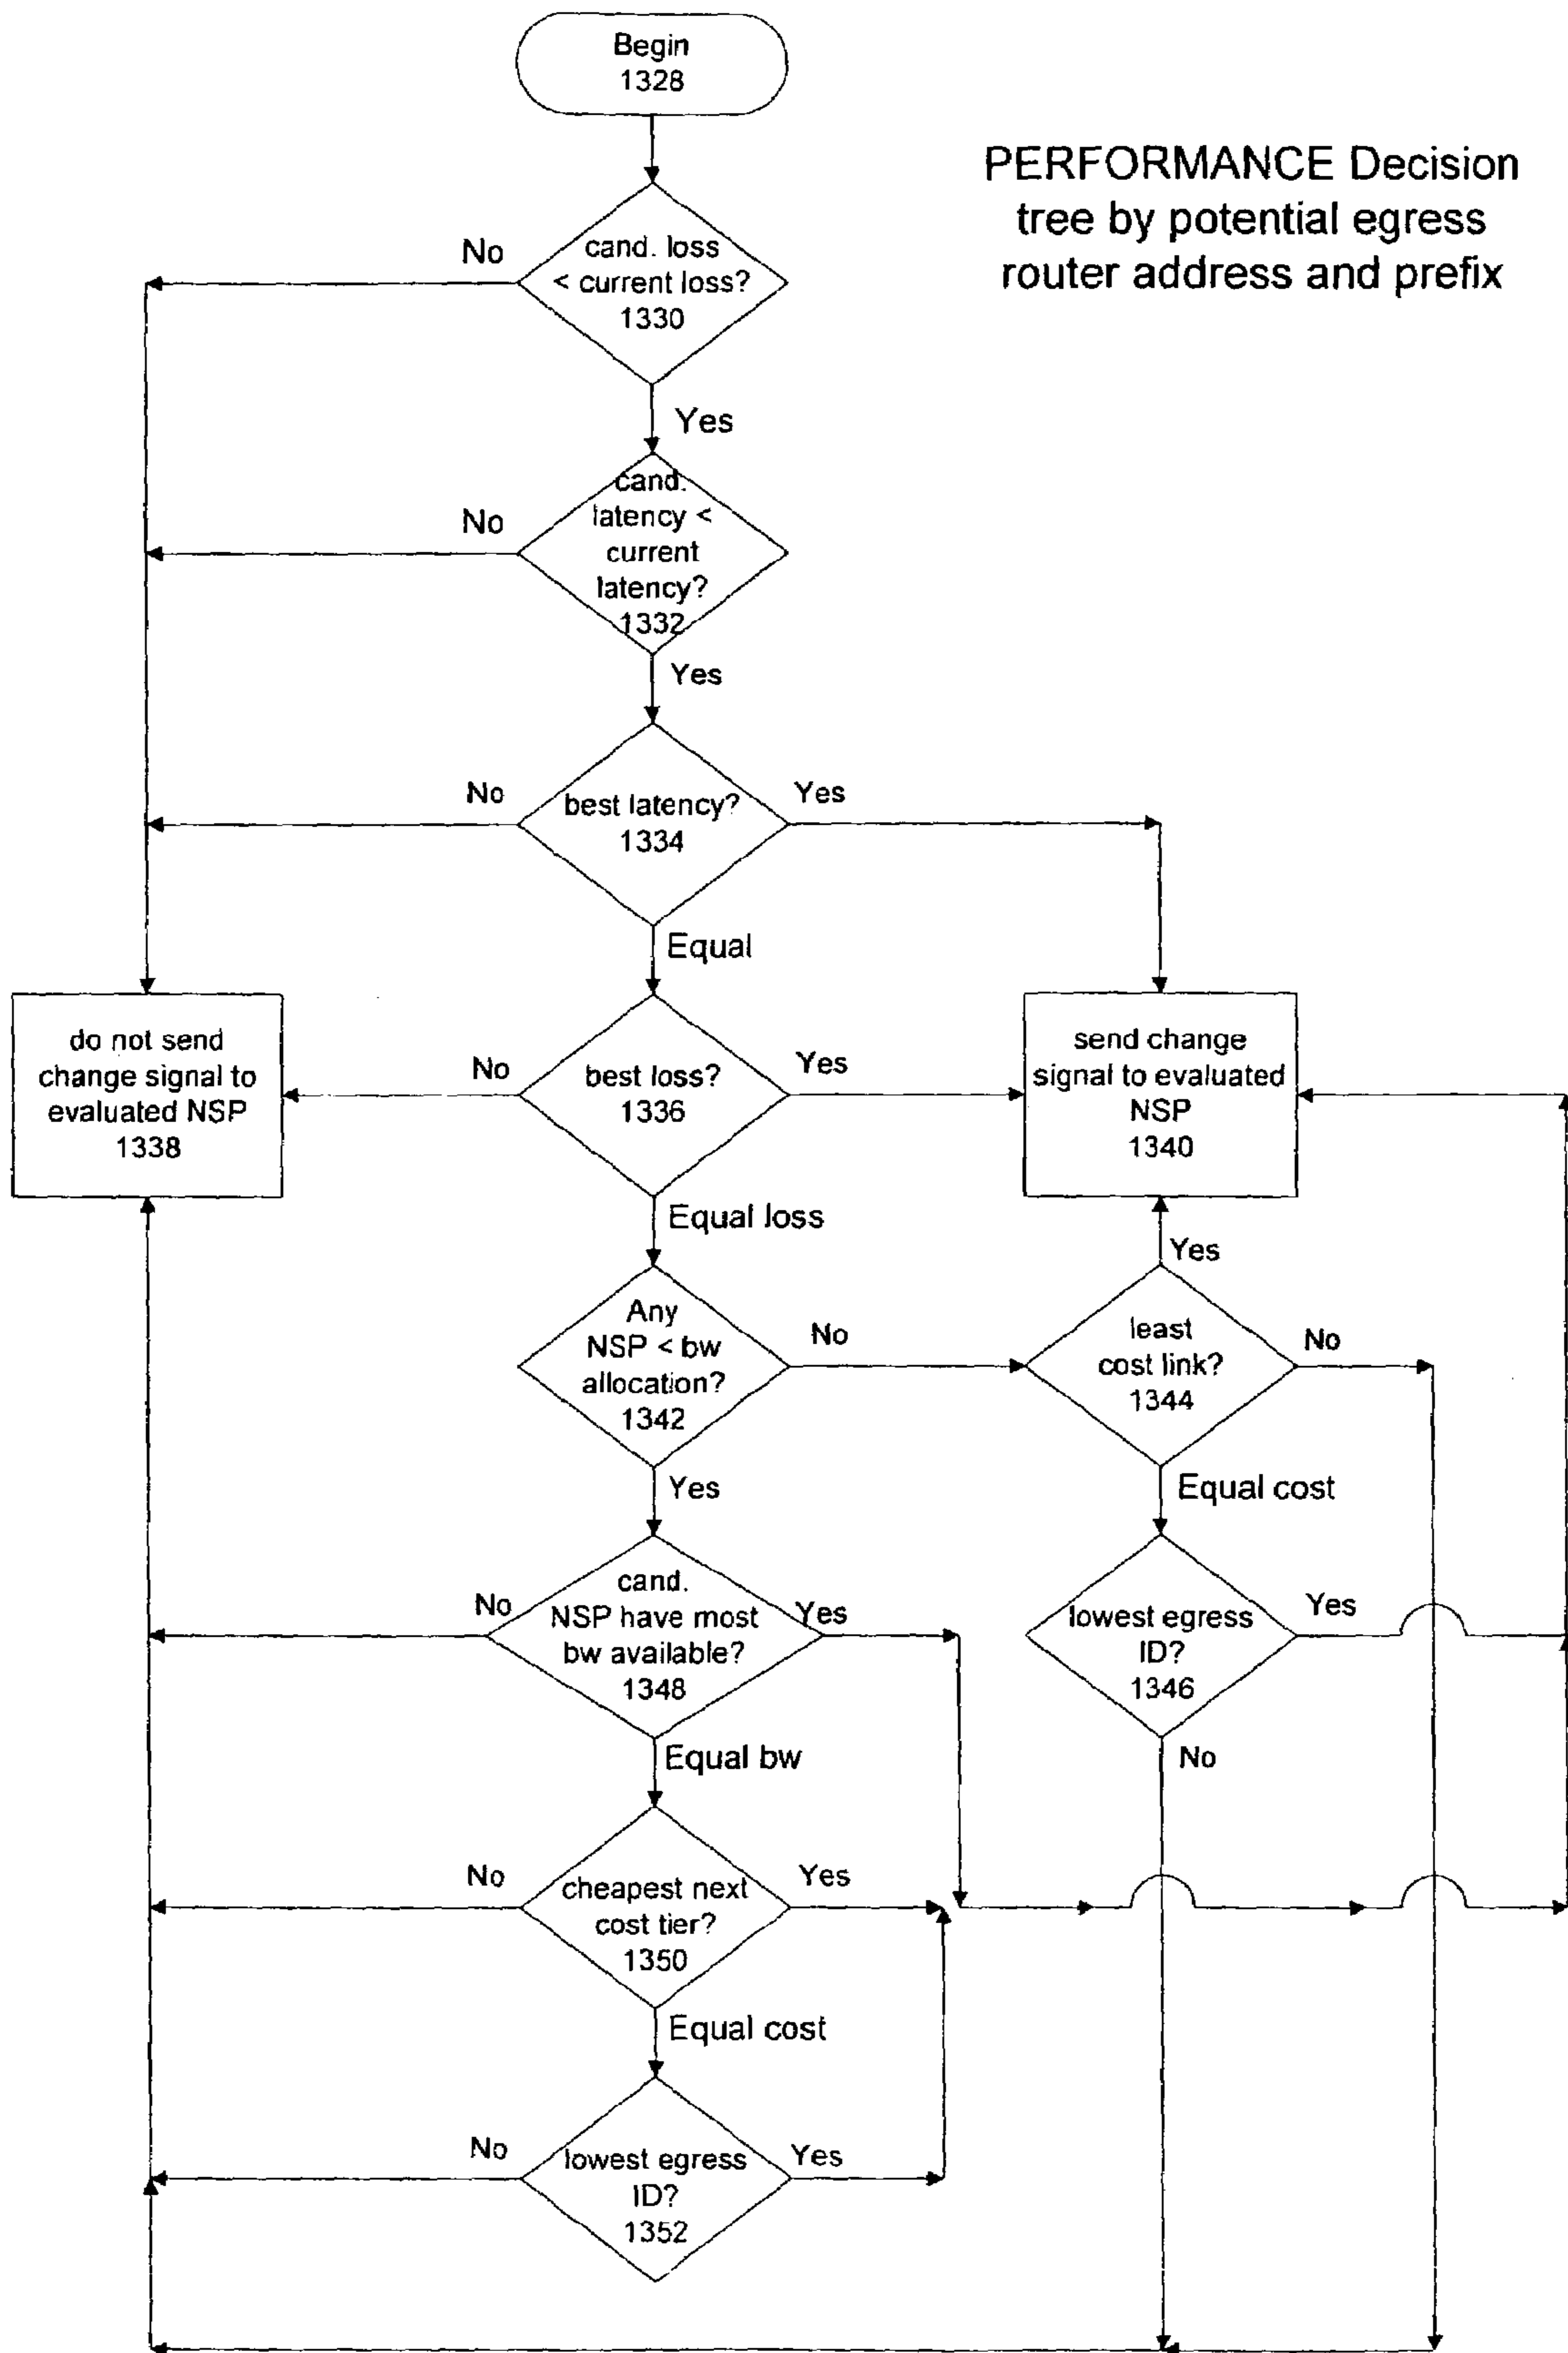 Begin
1328
PERFORMANCE Decision
tree by potential egress
router address and prefix
No
cand. loss
< current loss?
1330
Yes
No
cand.
latency <
current
latency?
1332
Yes
No
best latency?
1334
Yes
Equal
do not send
change signal to
evaluated NSP
1338
No
best loss?
1336
Yes
send change
signal to evaluated
NSP
1340
Equal loss
Yes
Any
NSP < bw
allocation?
1342
No
least
cost link?
1344
No
Yes
Equal cost
No
cand.
NSP have most
bw available?
1348
Yes
lowest egress
ID?
1346
Yes
Equal bw
No
No
cheapest next
cost tier?
1350
Yes
Equal cost
No
lowest egress
ID?
1352
Yes